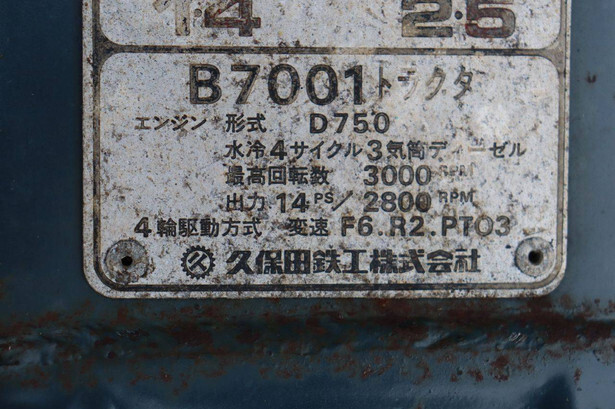 1.4 2.5
B7001トラクタ
エンジン 形式 D750
水冷4サイクル3気筒ディーゼル
最高回転数 3000 RPM
出力 14PS/2800RPM
4輪駆動方式 変速 F6.R2.PTO3
久保田鉄工株式会社